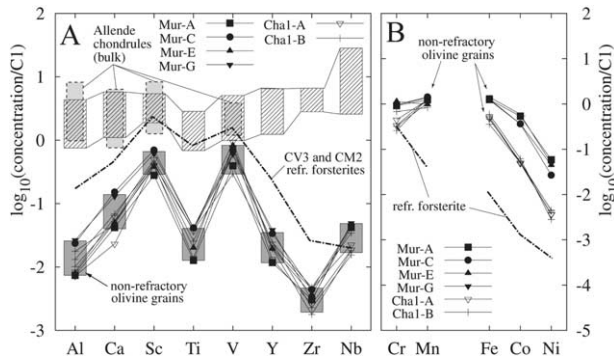 A
Allende
chondrules
(bulk)
Mur-A
Mur-C
Mur-E
Mur-G
Cha1-A
Cha1-B
CV3 and CM2
refr. forsterites
non-refractory
olivine grains
log10(concentration/C1)
2
1
0
-1
-2
-3
Al Ca Sc Ti V Y Zr Nb
B
non-refractory
olivine grains
refr. forsterite
Mur-A
Mur-C
Mur-E
Mur-G
Cha1-A
Cha1-B
log10(concentration/C1)
2
1
0
-1
-2
-3
-4
-5
Cr Mn Fe Co Ni